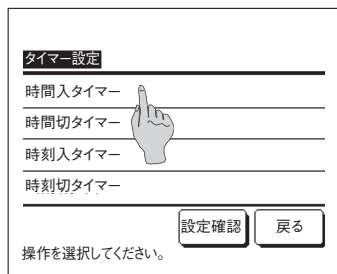 タイマー設定
時間入タイマー
時間切タイマー
時刻入タイマー
時刻切タイマー
設定確認 戻る
操作を選択してください。